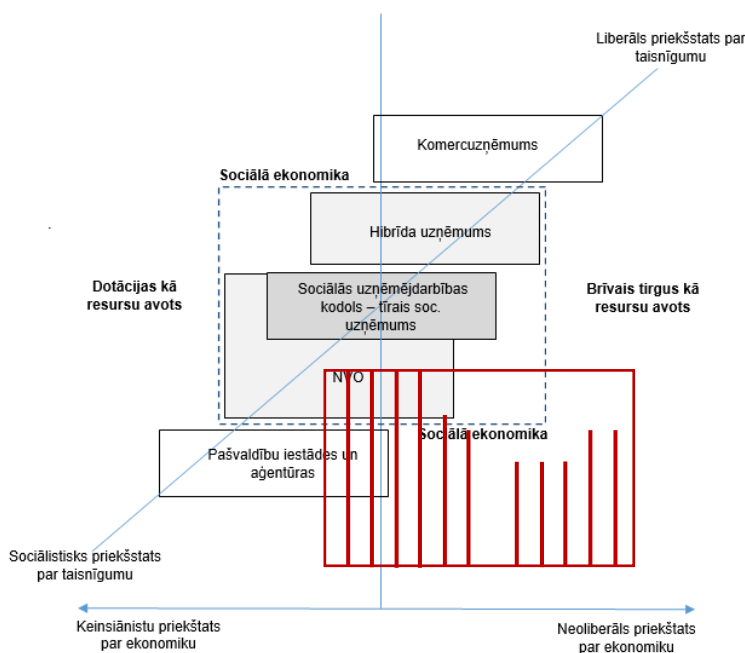 Liberāls priekšstats par
taisnīgumu
Komercuzņēmums
Sociālā ekonomika
Hibrīda uzņēmums
Dotācijas kā
resursu avots
Sociālās uzņēmējdarbības
kodols – tīrais soc.
uzņēmums
Brīvais tirgus kā
resursu avots
NVO
Sociālā ekonomika
Pašvaldību iestādes un
aģentūras
Sociālistisks priekšstats
par taisnīgumu
Keinsiānistu priekštats
par ekonomiku
Neoliberāls priekštats
par ekonomiku